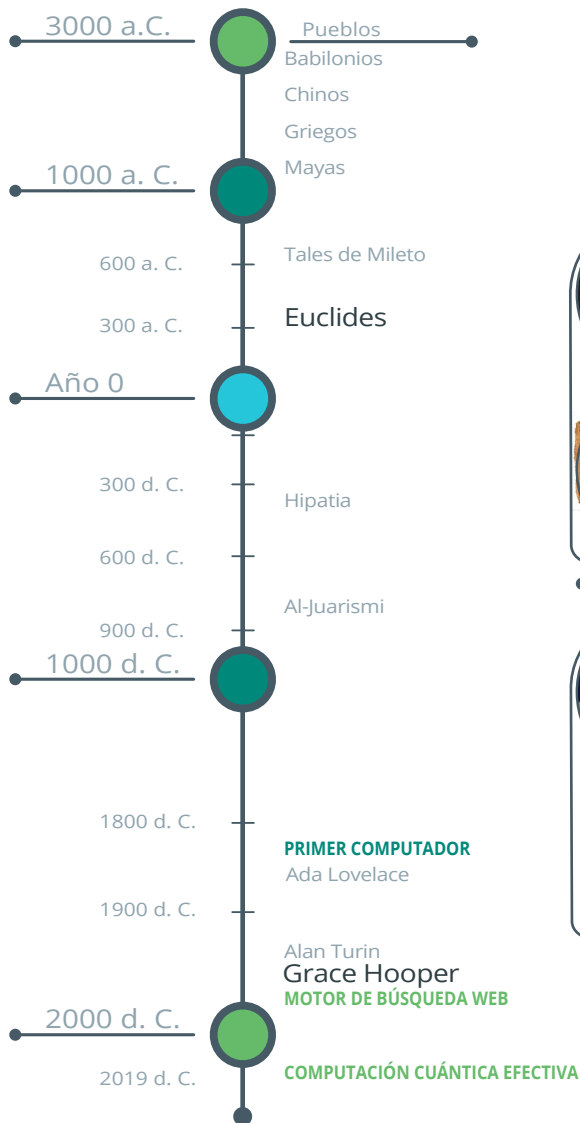 3000 a.C.
Pueblos
Babilonios
Chinos
Griegos
Mayas
1000 a. C.
600 a. C.
Tales de Mileto
300 a. C.
Euclides
Año 0
300 d. C.
Hipatia
600 d. C.
Al-Juarismi
900 d. C.
1000 d. C.
1800 d. C.
PRIMER COMPUTADOR
Ada Lovelace
1900 d. C.
Alan Turin
Grace Hooper
MOTOR DE BÚSQUEDA WEB
2000 d. C.
2019 d. C.
COMPUTACIÓN CUÁNTICA EFECTIVA